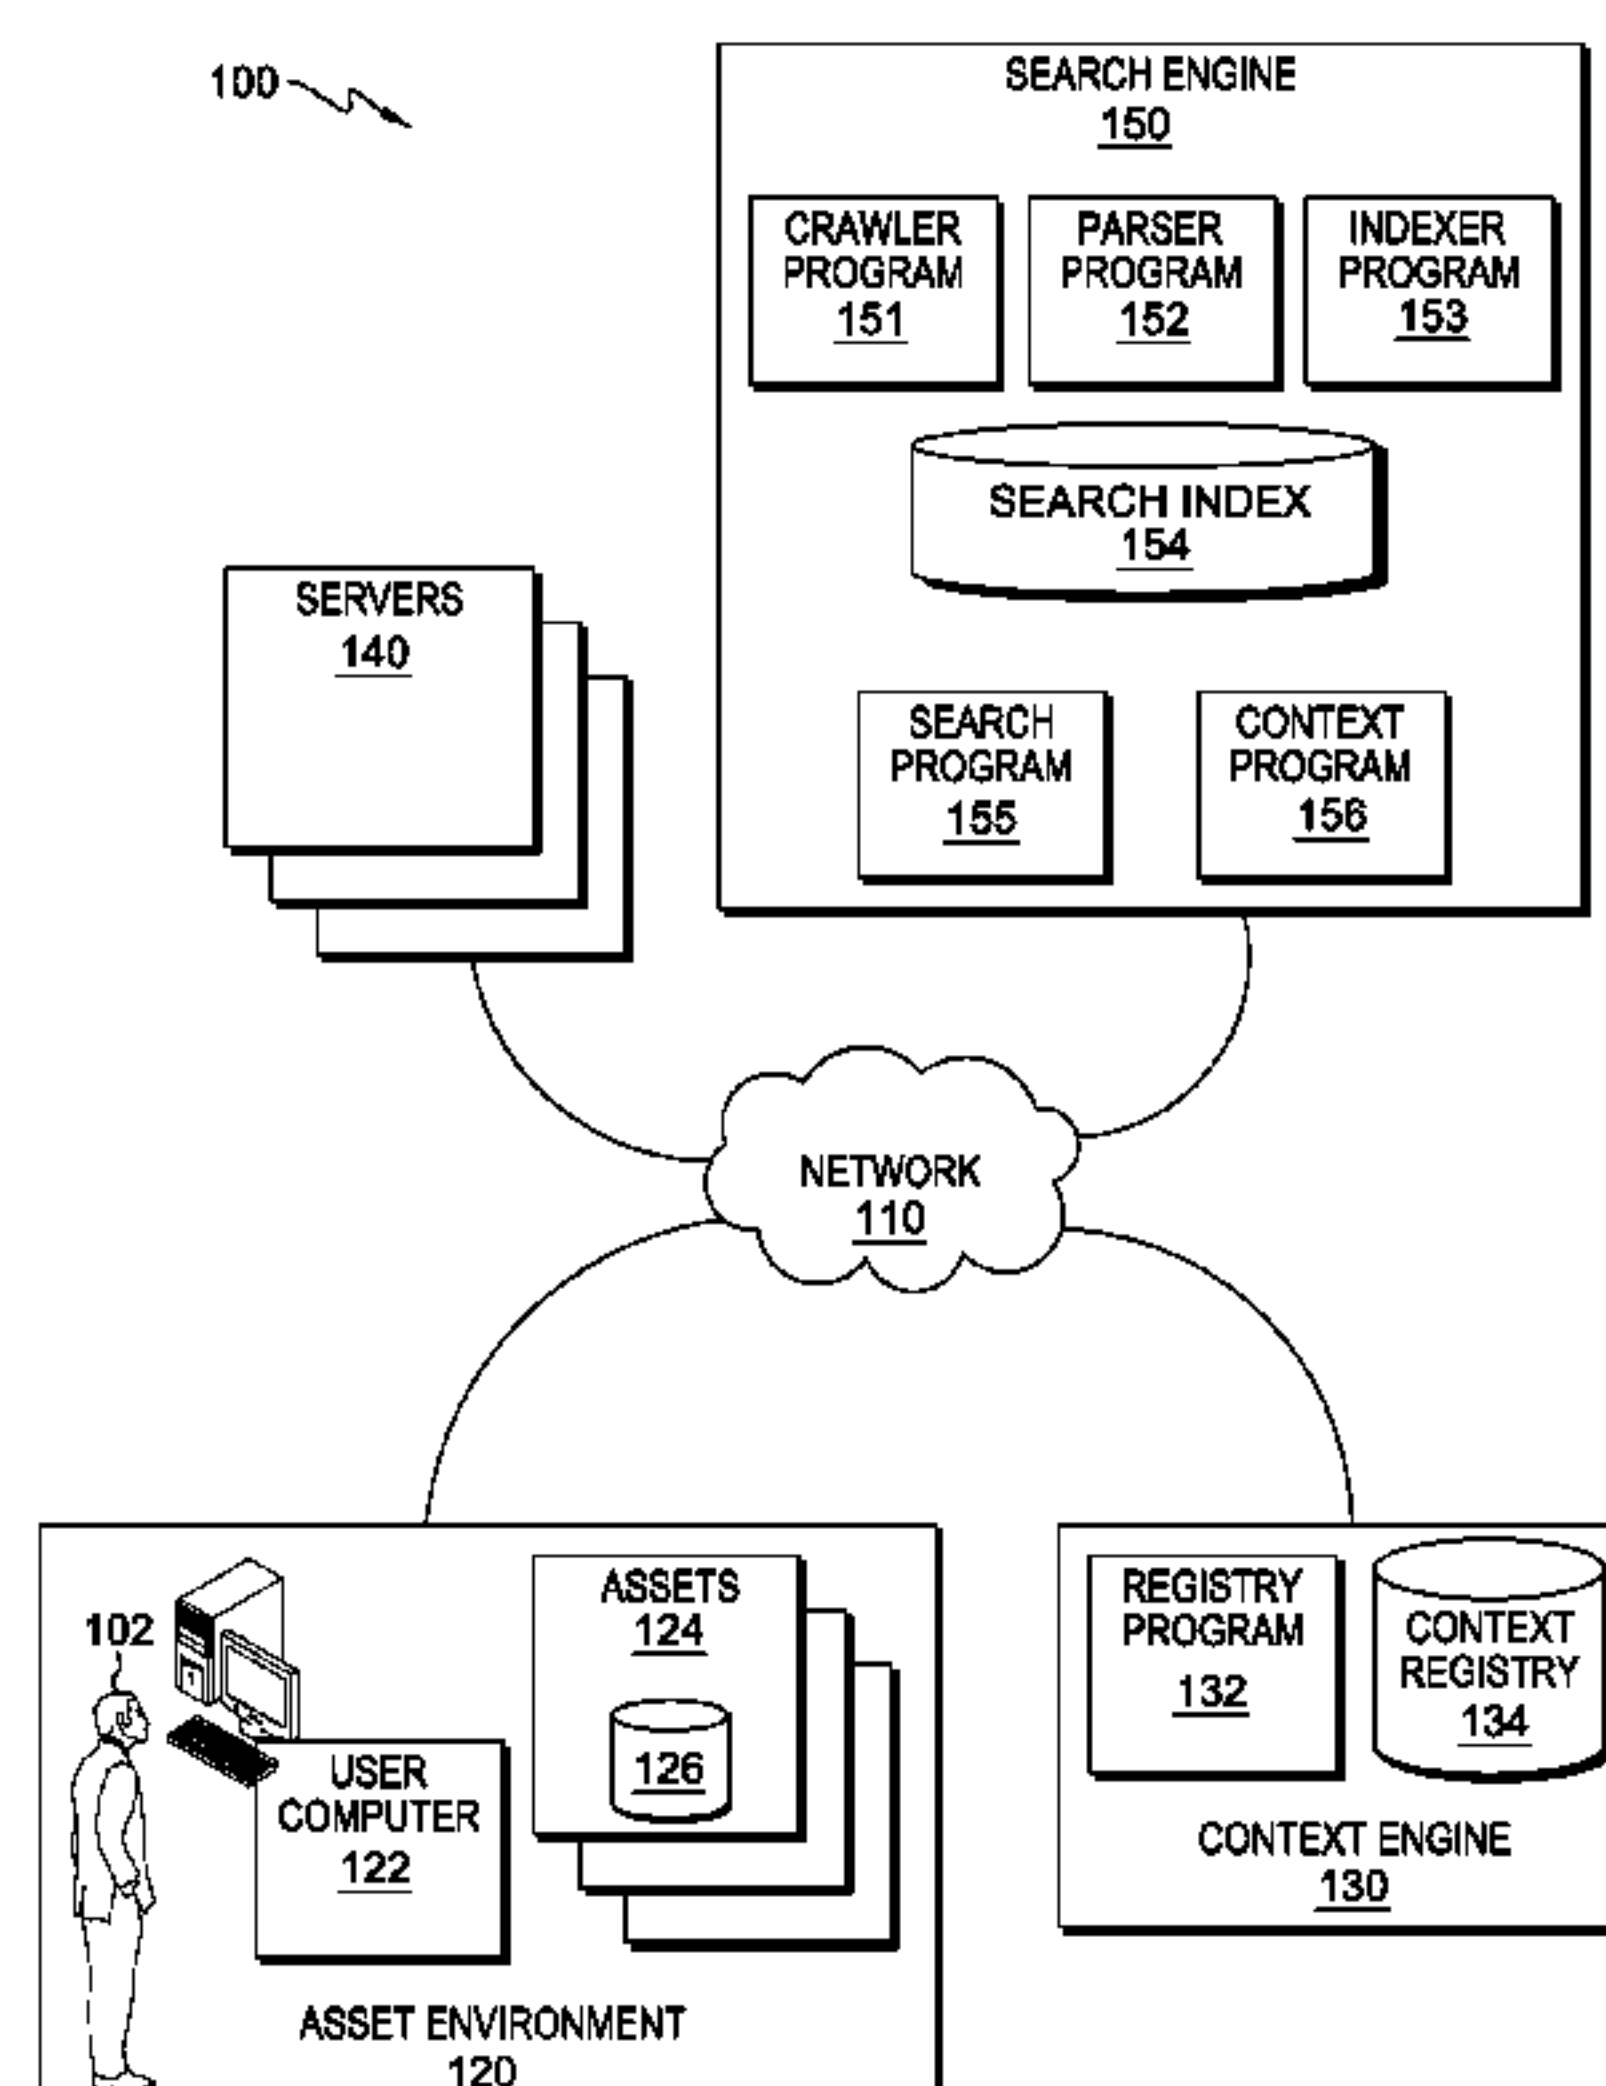 100
SEARCH ENGINE
150
CRAWLER
PROGRAM
151
PARSER
PROGRAM
152
INDEXER
PROGRAM
153
SEARCH INDEX
154
SERVERS
140
SEARCH
PROGRAM
155
CONTEXT
PROGRAM
156
NETWORK
110
102
USER
COMPUTER
122
ASSETS
124
126
ASSET ENVIRONMENT
120
REGISTRY
PROGRAM
132
CONTEXT
REGISTRY
134
CONTEXT ENGINE
130